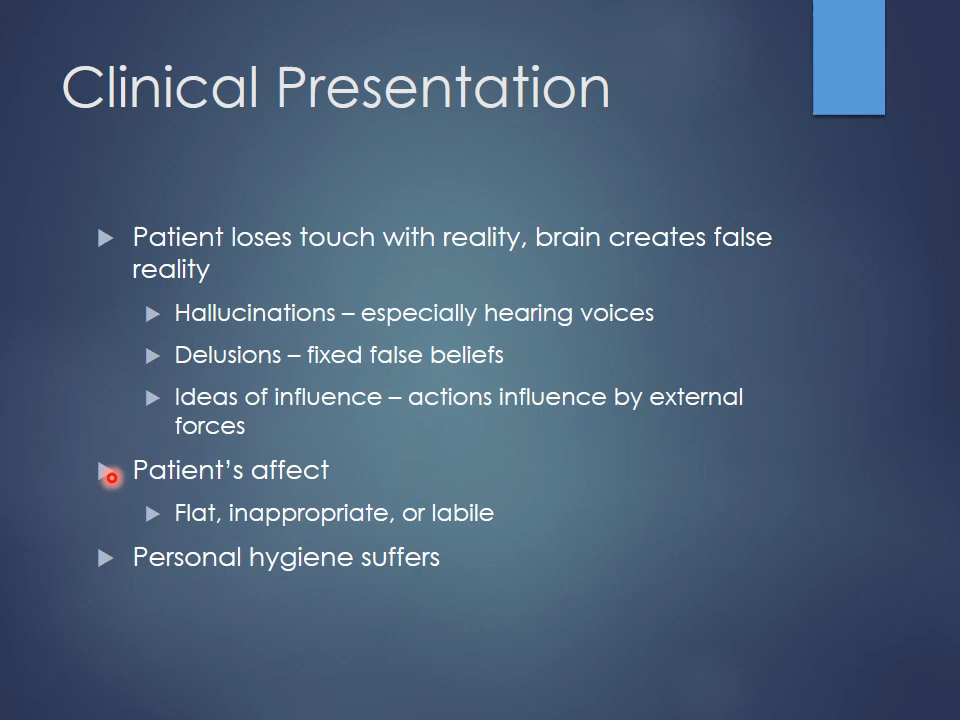 Clinical Presentation
Patient loses touch with reality, brain creates false
reality
Hallucinations – especially hearing voices
Delusions – fixed false beliefs
Ideas of influence – actions influence by external
forces
Patient’s affect
Flat, inappropriate, or labile
Personal hygiene suffers